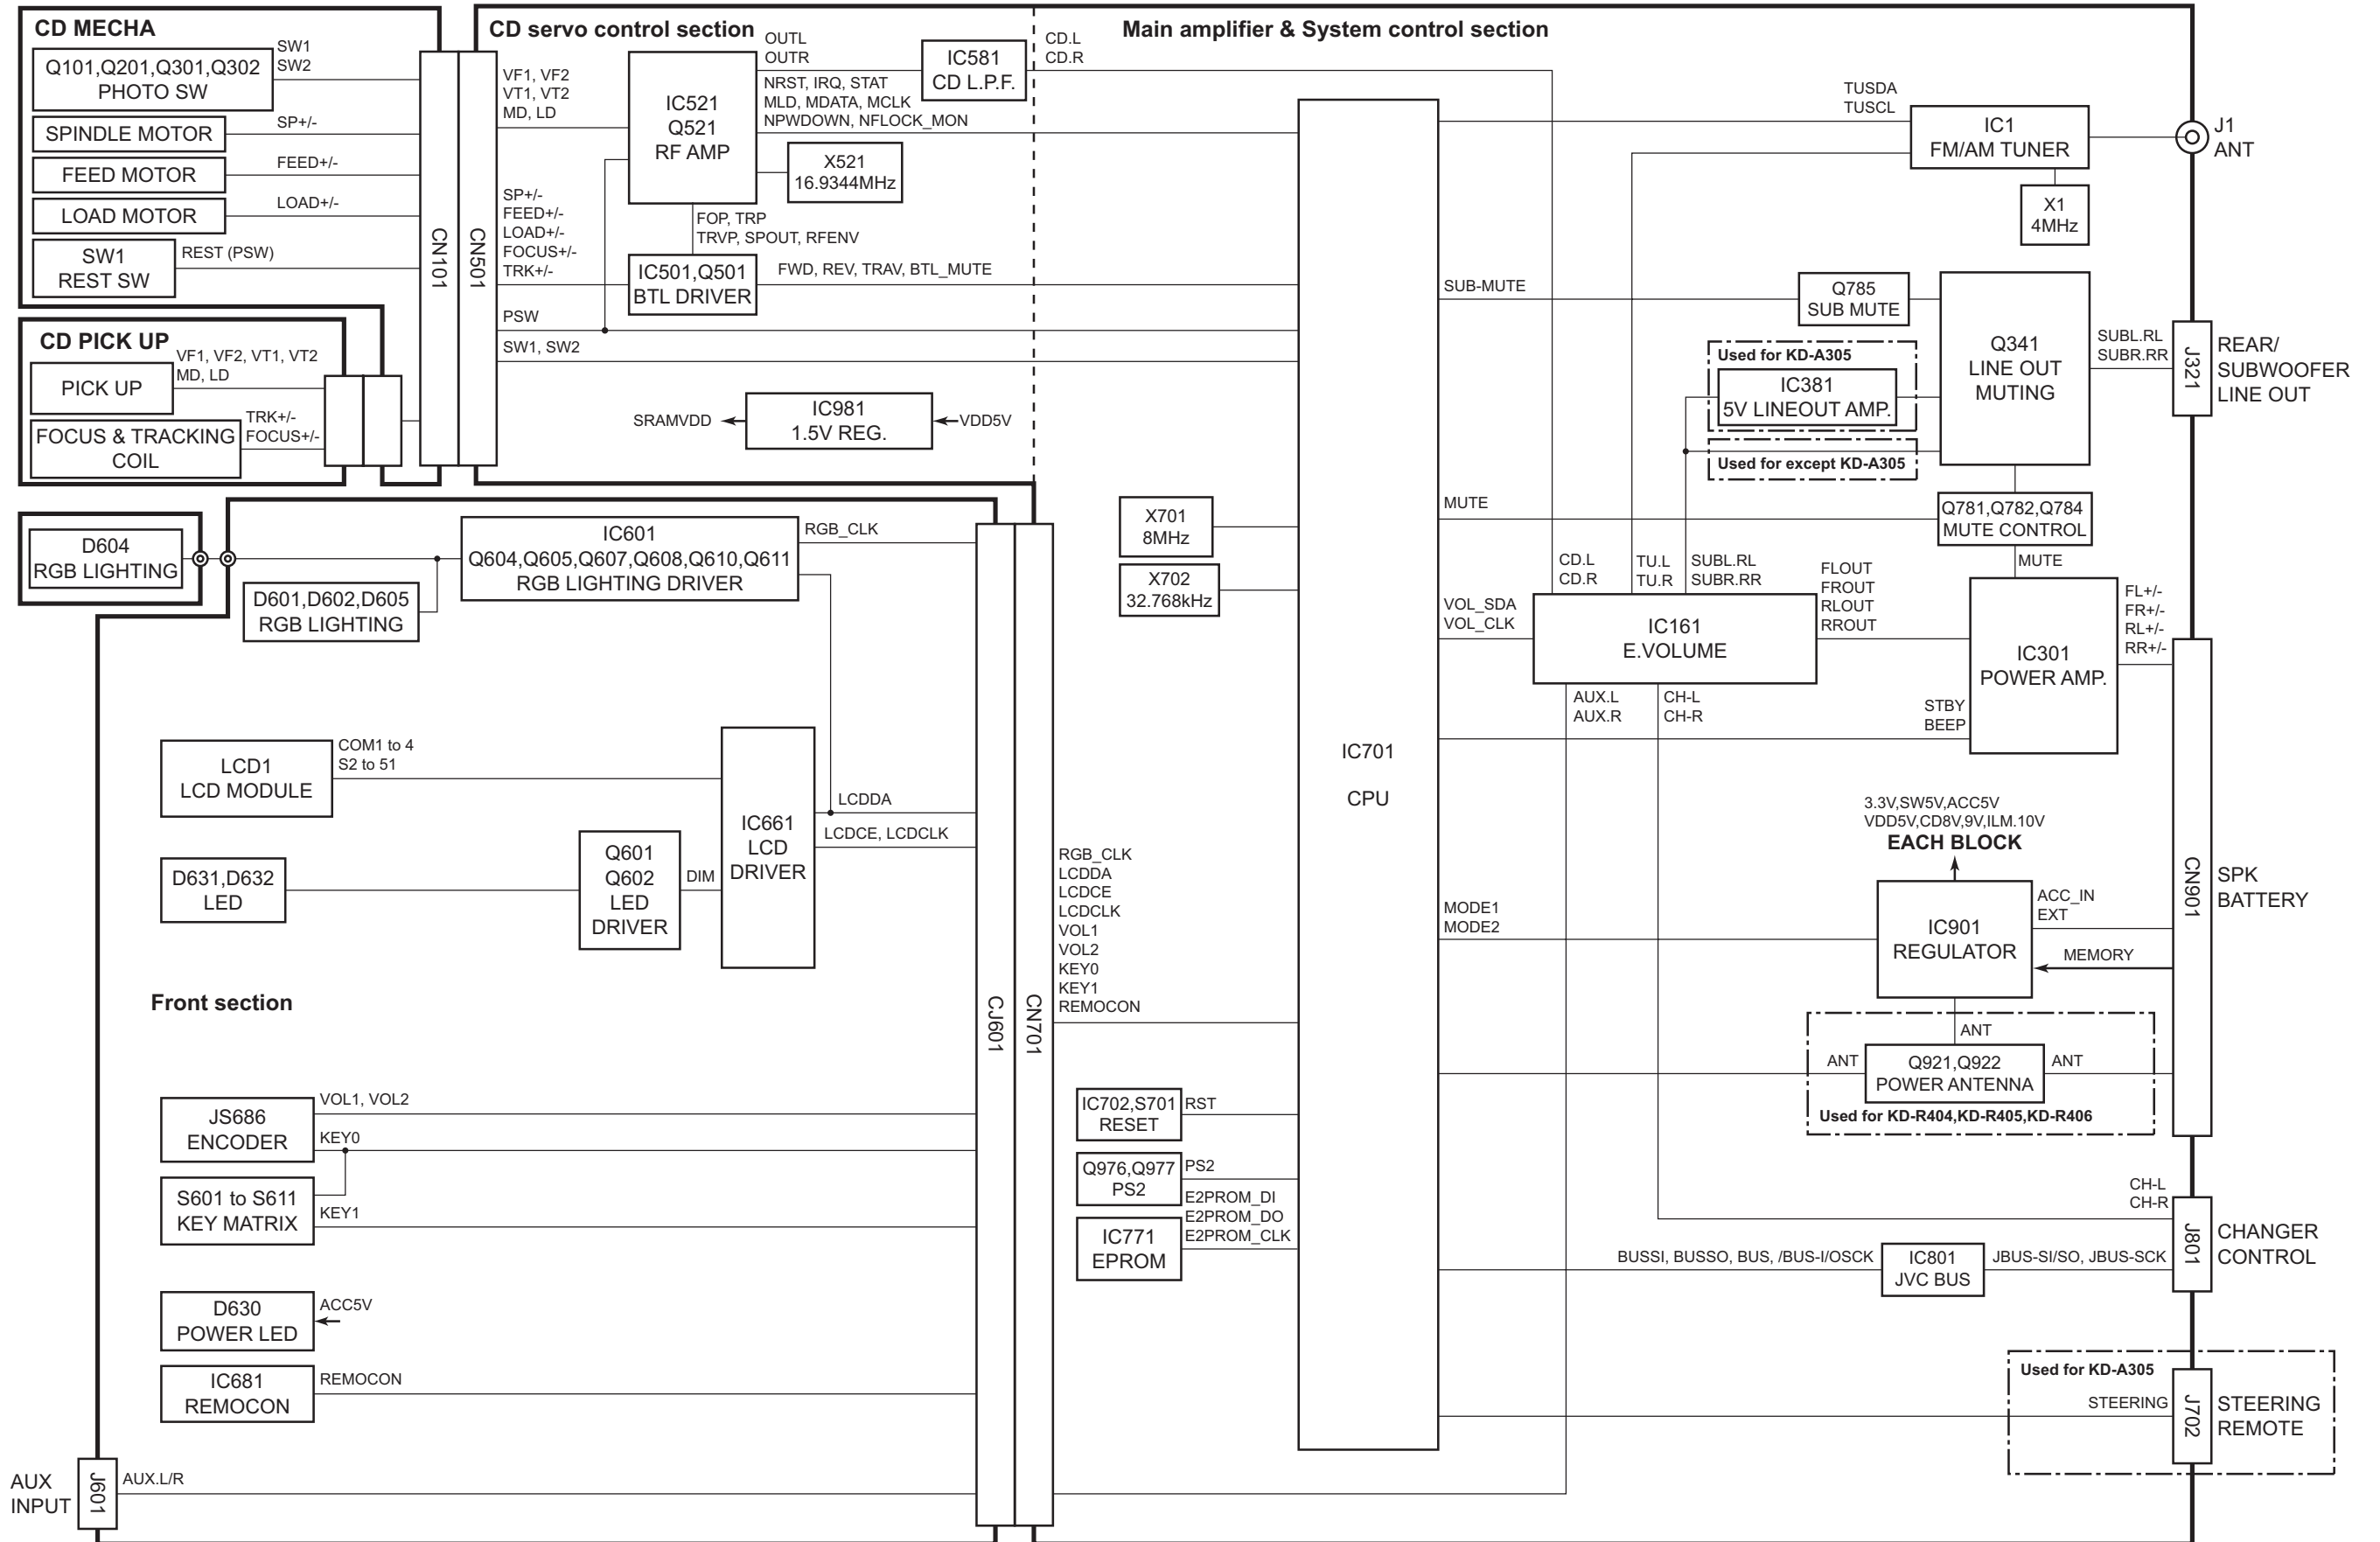 CD MECHA
Q101,Q201,Q301,Q302
PHOTO SW
SW1
SW2
SPINDLE MOTOR
SP+/-
FEED MOTOR
FEED+/-
LOAD MOTOR
LOAD+/-
SW1
REST SW
REST (PSW)
CN101
CN501
CD PICK UP
PICK UP
VF1, VF2, VT1, VT2
MD, LD
FOCUS & TRACKING
COIL
TRK+/-
FOCUS+/-
CD servo control section
VF1, VF2
VT1, VT2
MD, LD
IC521
Q521
RF AMP
OUTL
OUTR
NRST, IRQ, STAT
MLD, MDATA, MCLK
NPWDOWN, NFLOCK_MON
IC581
CD L.P.F.
CD.L
CD.R
X521
16.9344MHz
SP+/-
FEED+/-
LOAD+/-
FOCUS+/-
TRK+/-
FOP, TRP
TRVP, SPOUT, RFENV
IC501,Q501
BTL DRIVER
FWD, REV, TRAV, BTL_MUTE
PSW
SW1, SW2
SRAMVDD
IC981
1.5V REG.
VDD5V
Main amplifier & System control section
TUSDA
TUSCL
IC1
FM/AM TUNER
J1
ANT
X1
4MHz
SUB-MUTE
Q785
SUB MUTE
Q341
LINE OUT
MUTING
SUBL.RL
SUBR.RR
J321
REAR/
SUBWOOFER
LINE OUT
Used for KD-A305
IC381
5V LINEOUT AMP.
Used for except KD-A305
MUTE
Q781,Q782,Q784
MUTE CONTROL
MUTE
X701
8MHz
X702
32.768kHz
IC701
CPU
CD.L
CD.R
TU.L
TU.R
SUBL.RL
SUBR.RR
FLOUT
FROUT
RLOUT
RROUT
VOL_SDA
VOL_CLK
IC161
E.VOLUME
AUX.L
AUX.R
CH-L
CH-R
IC301
POWER AMP.
FL+/-
FR+/-
RL+/-
RR+/-
STBY
BEEP
3.3V,SW5V,ACC5V
VDD5V,CD8V,9V,ILM.10V
EACH BLOCK
MODE1
MODE2
IC901
REGULATOR
ACC_IN
EXT
MEMORY
CN901
SPK
BATTERY
ANT
ANT
Q921,Q922
POWER ANTENNA
ANT
Used for KD-R404,KD-R405,KD-R406
CH-L
CH-R
BUSSI, BUSSO, BUS, /BUS-I/OSCK
IC801
JVC BUS
JBUS-SI/SO, JBUS-SCK
J801
CHANGER
CONTROL
Used for KD-A305
STEERING
J702
STEERING
REMOTE
D604
RGB LIGHTING
D601,D602,D605
RGB LIGHTING
IC601
Q604,Q605,Q607,Q608,Q610,Q611
RGB LIGHTING DRIVER
RGB_CLK
LCD1
LCD MODULE
COM1 to 4
S2 to 51
D631,D632
LED
Q601
Q602
LED
DRIVER
DIM
IC661
LCD
DRIVER
LCDDA
LCDCE, LCDCLK
Front section
CJ601
CN701
RGB_CLK
LCDDA
LCDCE
LCDCLK
VOL1
VOL2
KEY0
KEY1
REMOCON
JS686
ENCODER
VOL1, VOL2
KEY0
S601 to S611
KEY MATRIX
KEY1
D630
POWER LED
ACC5V
IC681
REMOCON
REMOCON
AUX
INPUT
J601
AUX.L/R
IC702,S701
RESET
RST
Q976,Q977
PS2
PS2
IC771
EPROM
E2PROM_DI
E2PROM_DO
E2PROM_CLK